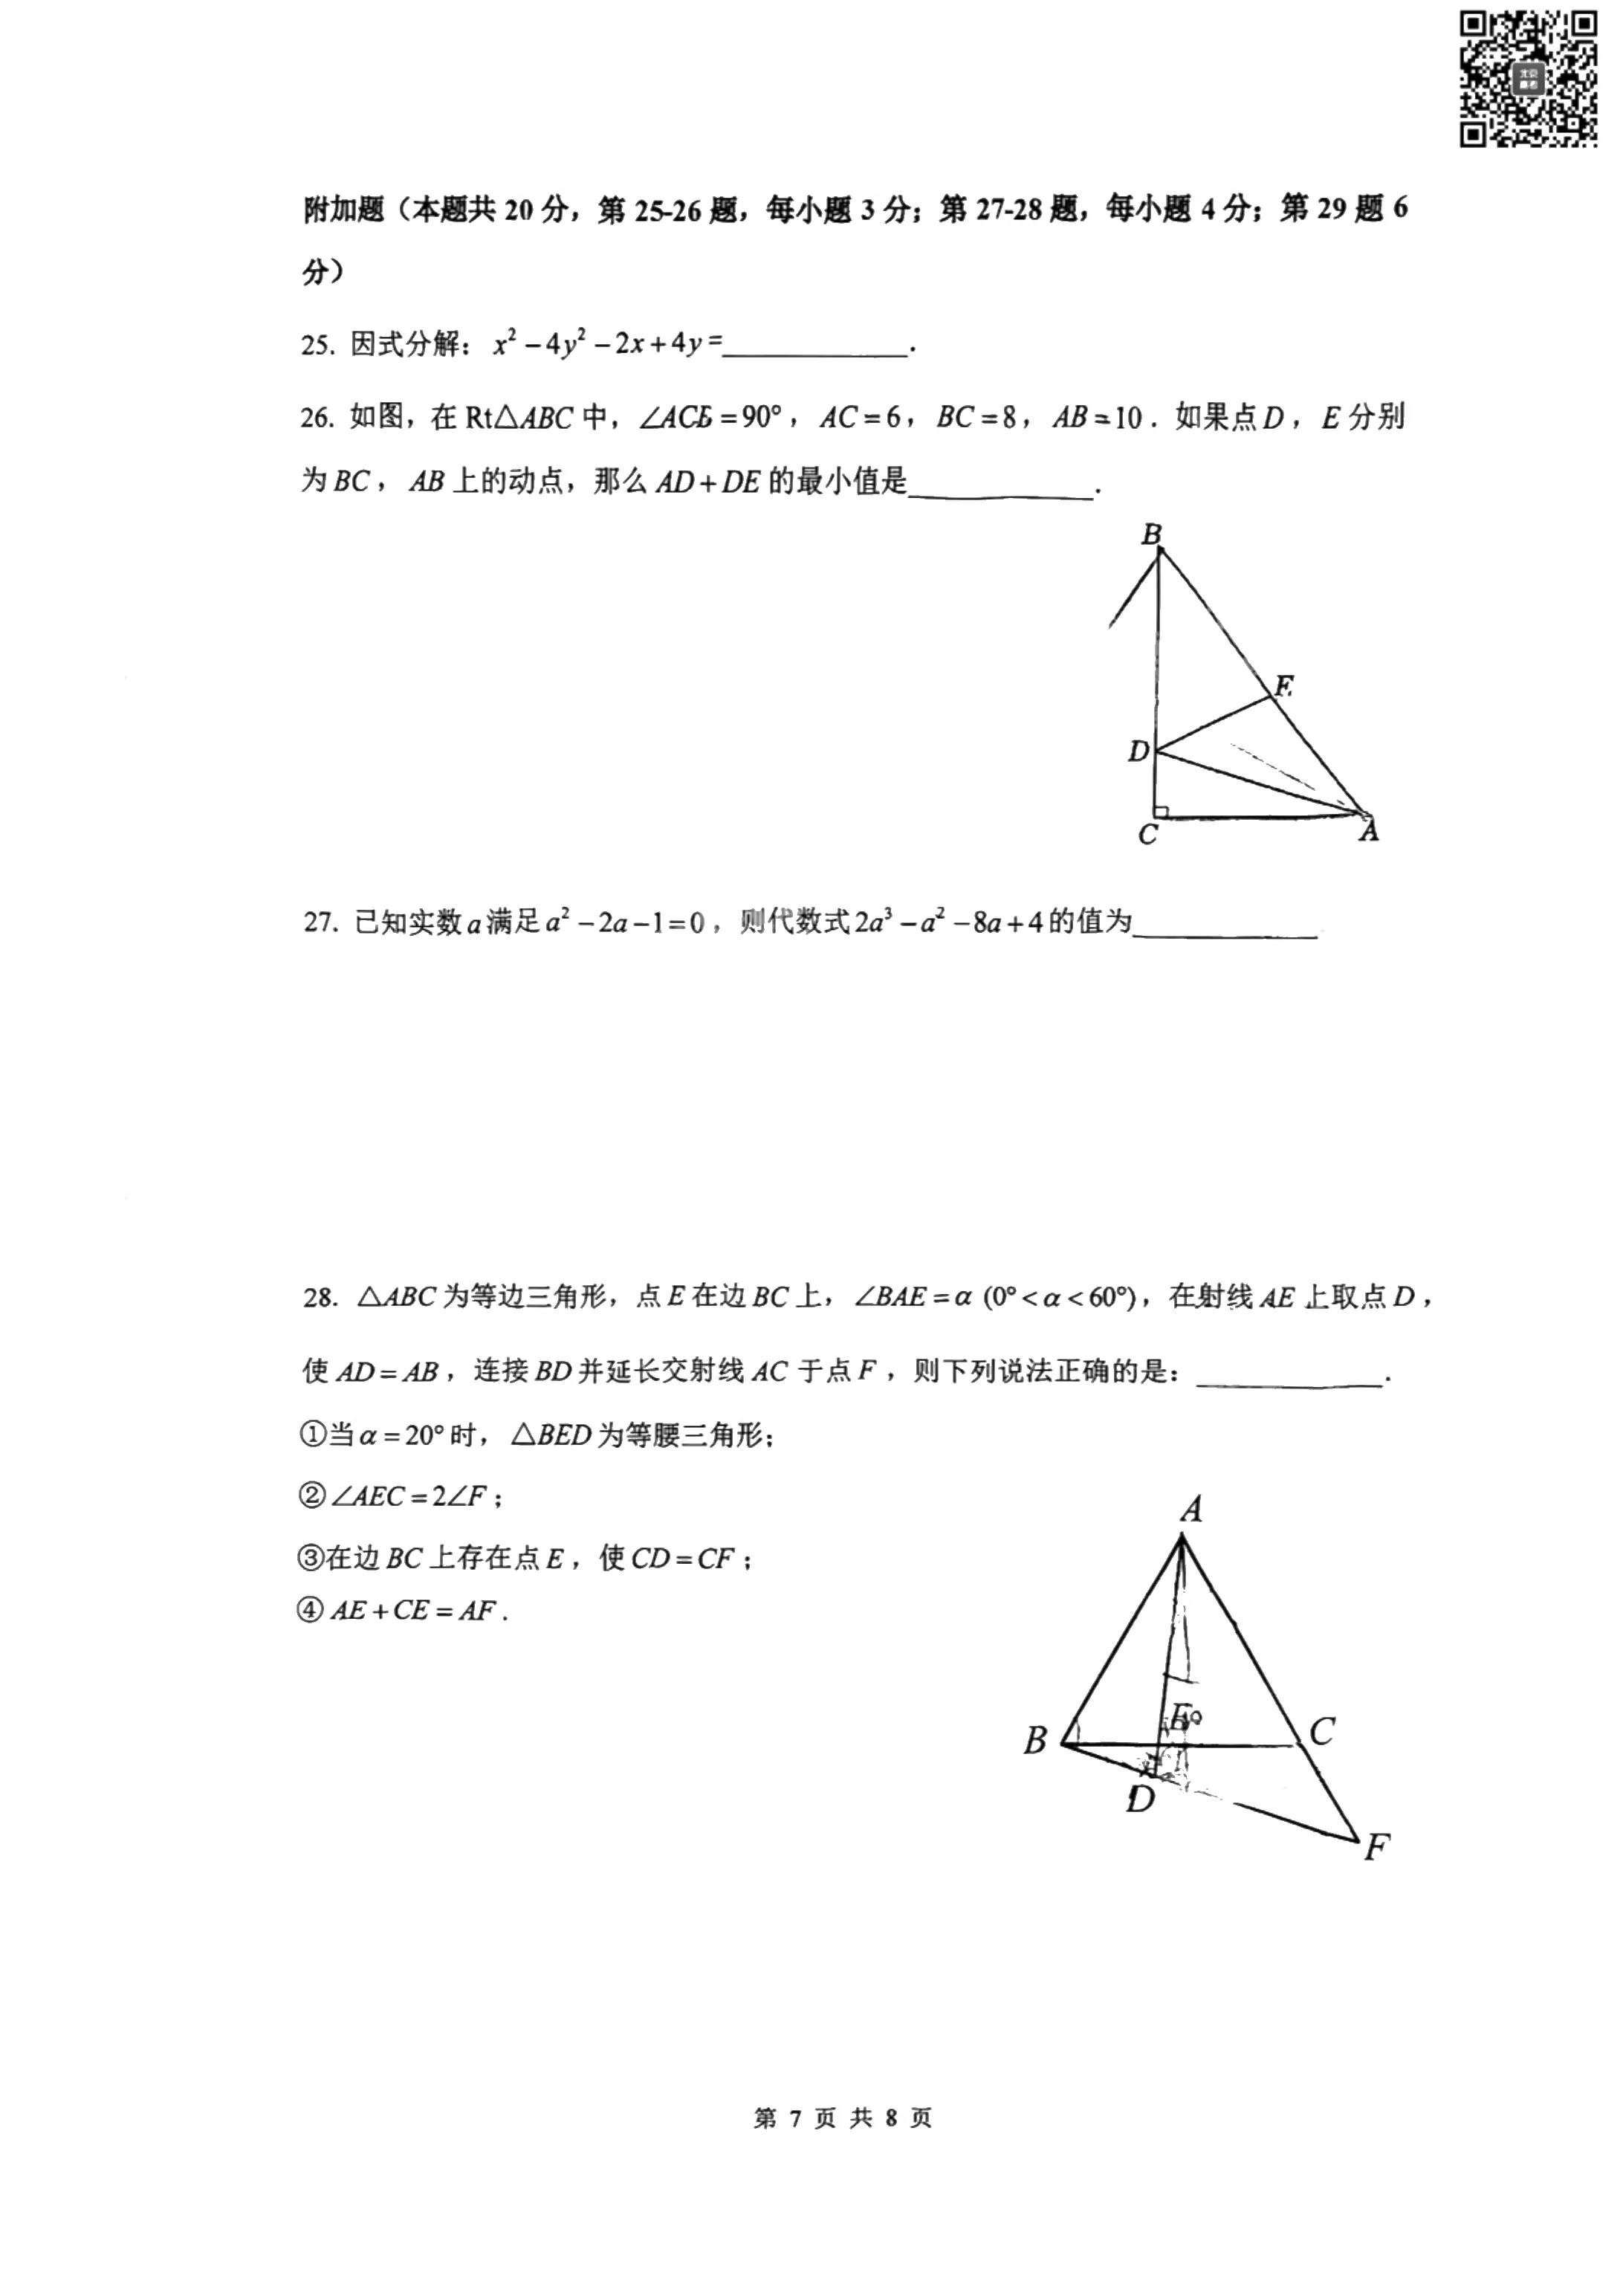 附加题（本题共 20 分，第 25-26 题，每小题 3 分；第 27-28 题，每小题 4 分；第 29 题 6
分）
25. 因式分解：x² − 4y² − 2x + 4y = ____________.
26. 如图，在 Rt△ABC 中，∠ACB = 90°，AC = 6，BC = 8，AB = 10．如果点 D，E 分别
为 BC，AB 上的动点，那么 AD + DE 的最小值是____________.
B
E
D
C
A
27. 已知实数 a 满足 a² − 2a − 1 = 0，则代数式 2a³ − a² − 8a + 4 的值为____________
28. △ABC 为等边三角形，点 E 在边 BC 上，∠BAE = α (0° < α < 60°)，在射线 AE 上取点 D，
使 AD = AB，连接 BD 并延长交射线 AC 于点 F，则下列说法正确的是：____________.
①当 α = 20° 时，△BED 为等腰三角形；
②∠AEC = 2∠F；
③在边 BC 上存在点 E，使 CD = CF；
④ AE + CE = AF．
A
B
E
C
D
F
第 7 页 共 8 页